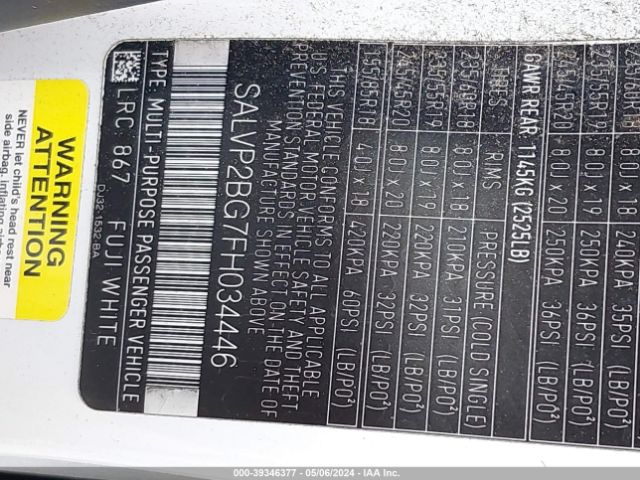 8.0J x 18 240KPA 35PSI (LB/PO²)
235/55R19 8.0J x 19 250KPA 36PSI (LB/PO²)
245/45R20 8.0J x 20 250KPA 36PSI (LB/PO²)
GAWR REAR, 1145KG (2525LB)
TIRES RIMS PRESSURE (COLD SINGLE)
8.0J x 18 210KPA 31PSI (LB/PO²)
235/55R19 8.0J x 19 220KPA 32PSI (LB/PO²)
245/45R20 8.0J x 20 220KPA 32PSI (LB/PO²)
155/85R18 4.0J x 18 420KPA 60PSI (LB/PO²)
THIS VEHICLE CONFORMS TO ALL APPLICABLE
U.S. FEDERAL MOTOR VEHICLE SAFETY AND THEFT
PREVENTION STANDARDS IN EFFECT ON THE DATE OF
MANUFACTURE SHOWN ABOVE
SALVP2BG7FH034446
TYPE: MULTI-PURPOSE PASSENGER VEHICLE
LRC: 867 FUJI WHITE
DJ32-1532-BA
WARNING
ATTENTION
NEVER let child's head rest near
side airbag, inflating
000-39346377 - 05/06/2024 - IAA Inc.